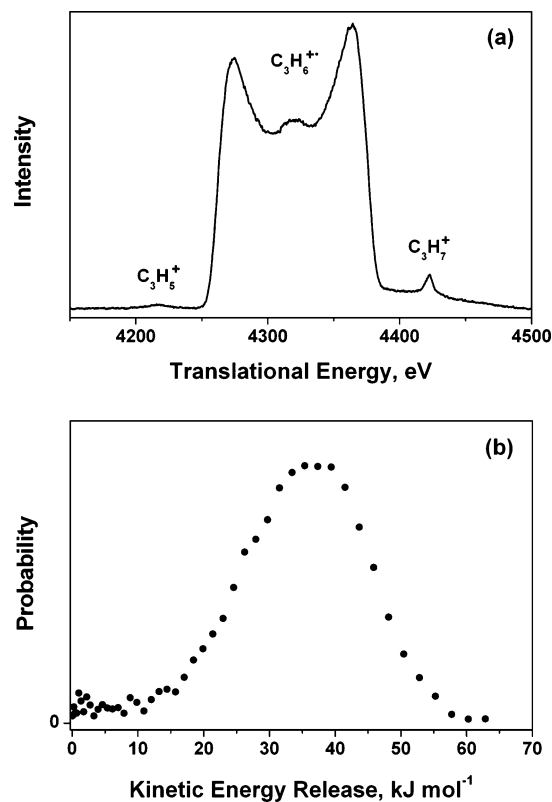 (a)
C₃H₆⁺•
C₃H₇⁺
C₃H₅⁺
Intensity
4200 4300 4400 4500
Translational Energy, eV
(b)
Probability
0
0 10 20 30 40 50 60 70
Kinetic Energy Release, kJ mol⁻¹